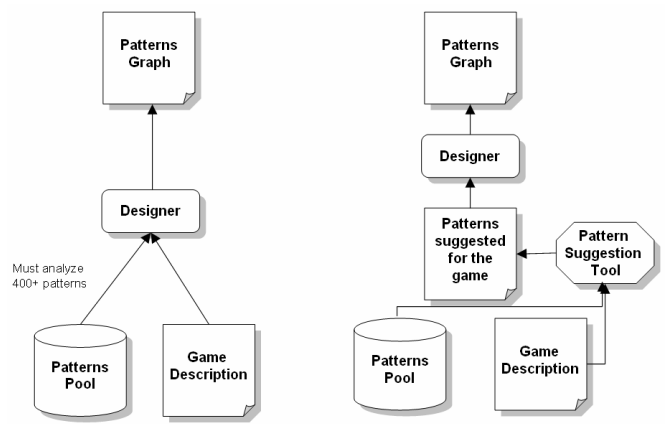 Patterns
Graph
Designer
Must analyze
400+ patterns
Patterns
Pool
Game
Description
Patterns
Graph
Designer
Patterns
suggested
for the
game
Pattern
Suggestion
Tool
Patterns
Pool
Game
Description